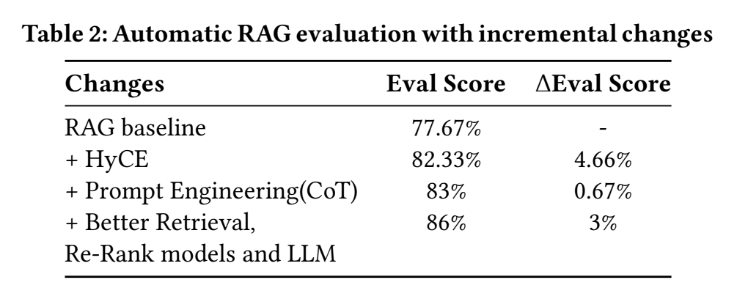 Table 2: Automatic RAG evaluation with incremental changes
Changes Eval Score ΔEval Score
RAG baseline 77.67% -
+ HyCE 82.33% 4.66%
+ Prompt Engineering(CoT) 83% 0.67%
+ Better Retrieval, 86% 3%
Re-Rank models and LLM